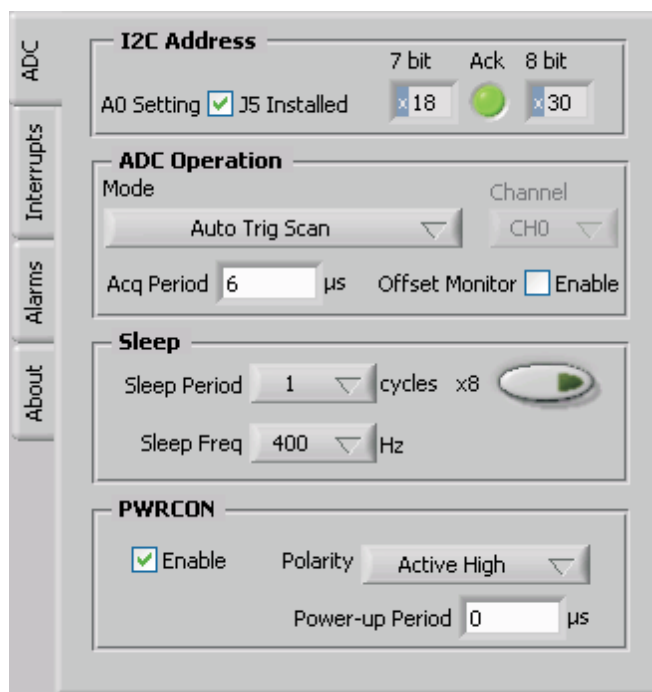 ADC
Interrupts
Alarms
About
I2C Address
7 bit Ack 8 bit
A0 Setting J5 Installed x 18 x 30
ADC Operation
Mode Channel
Auto Trig Scan CH0
Acq Period 6 µs Offset Monitor Enable
Sleep
Sleep Period 1 cycles x8
Sleep Freq 400 Hz
PWRCON
Enable Polarity Active High
Power-up Period 0 µs